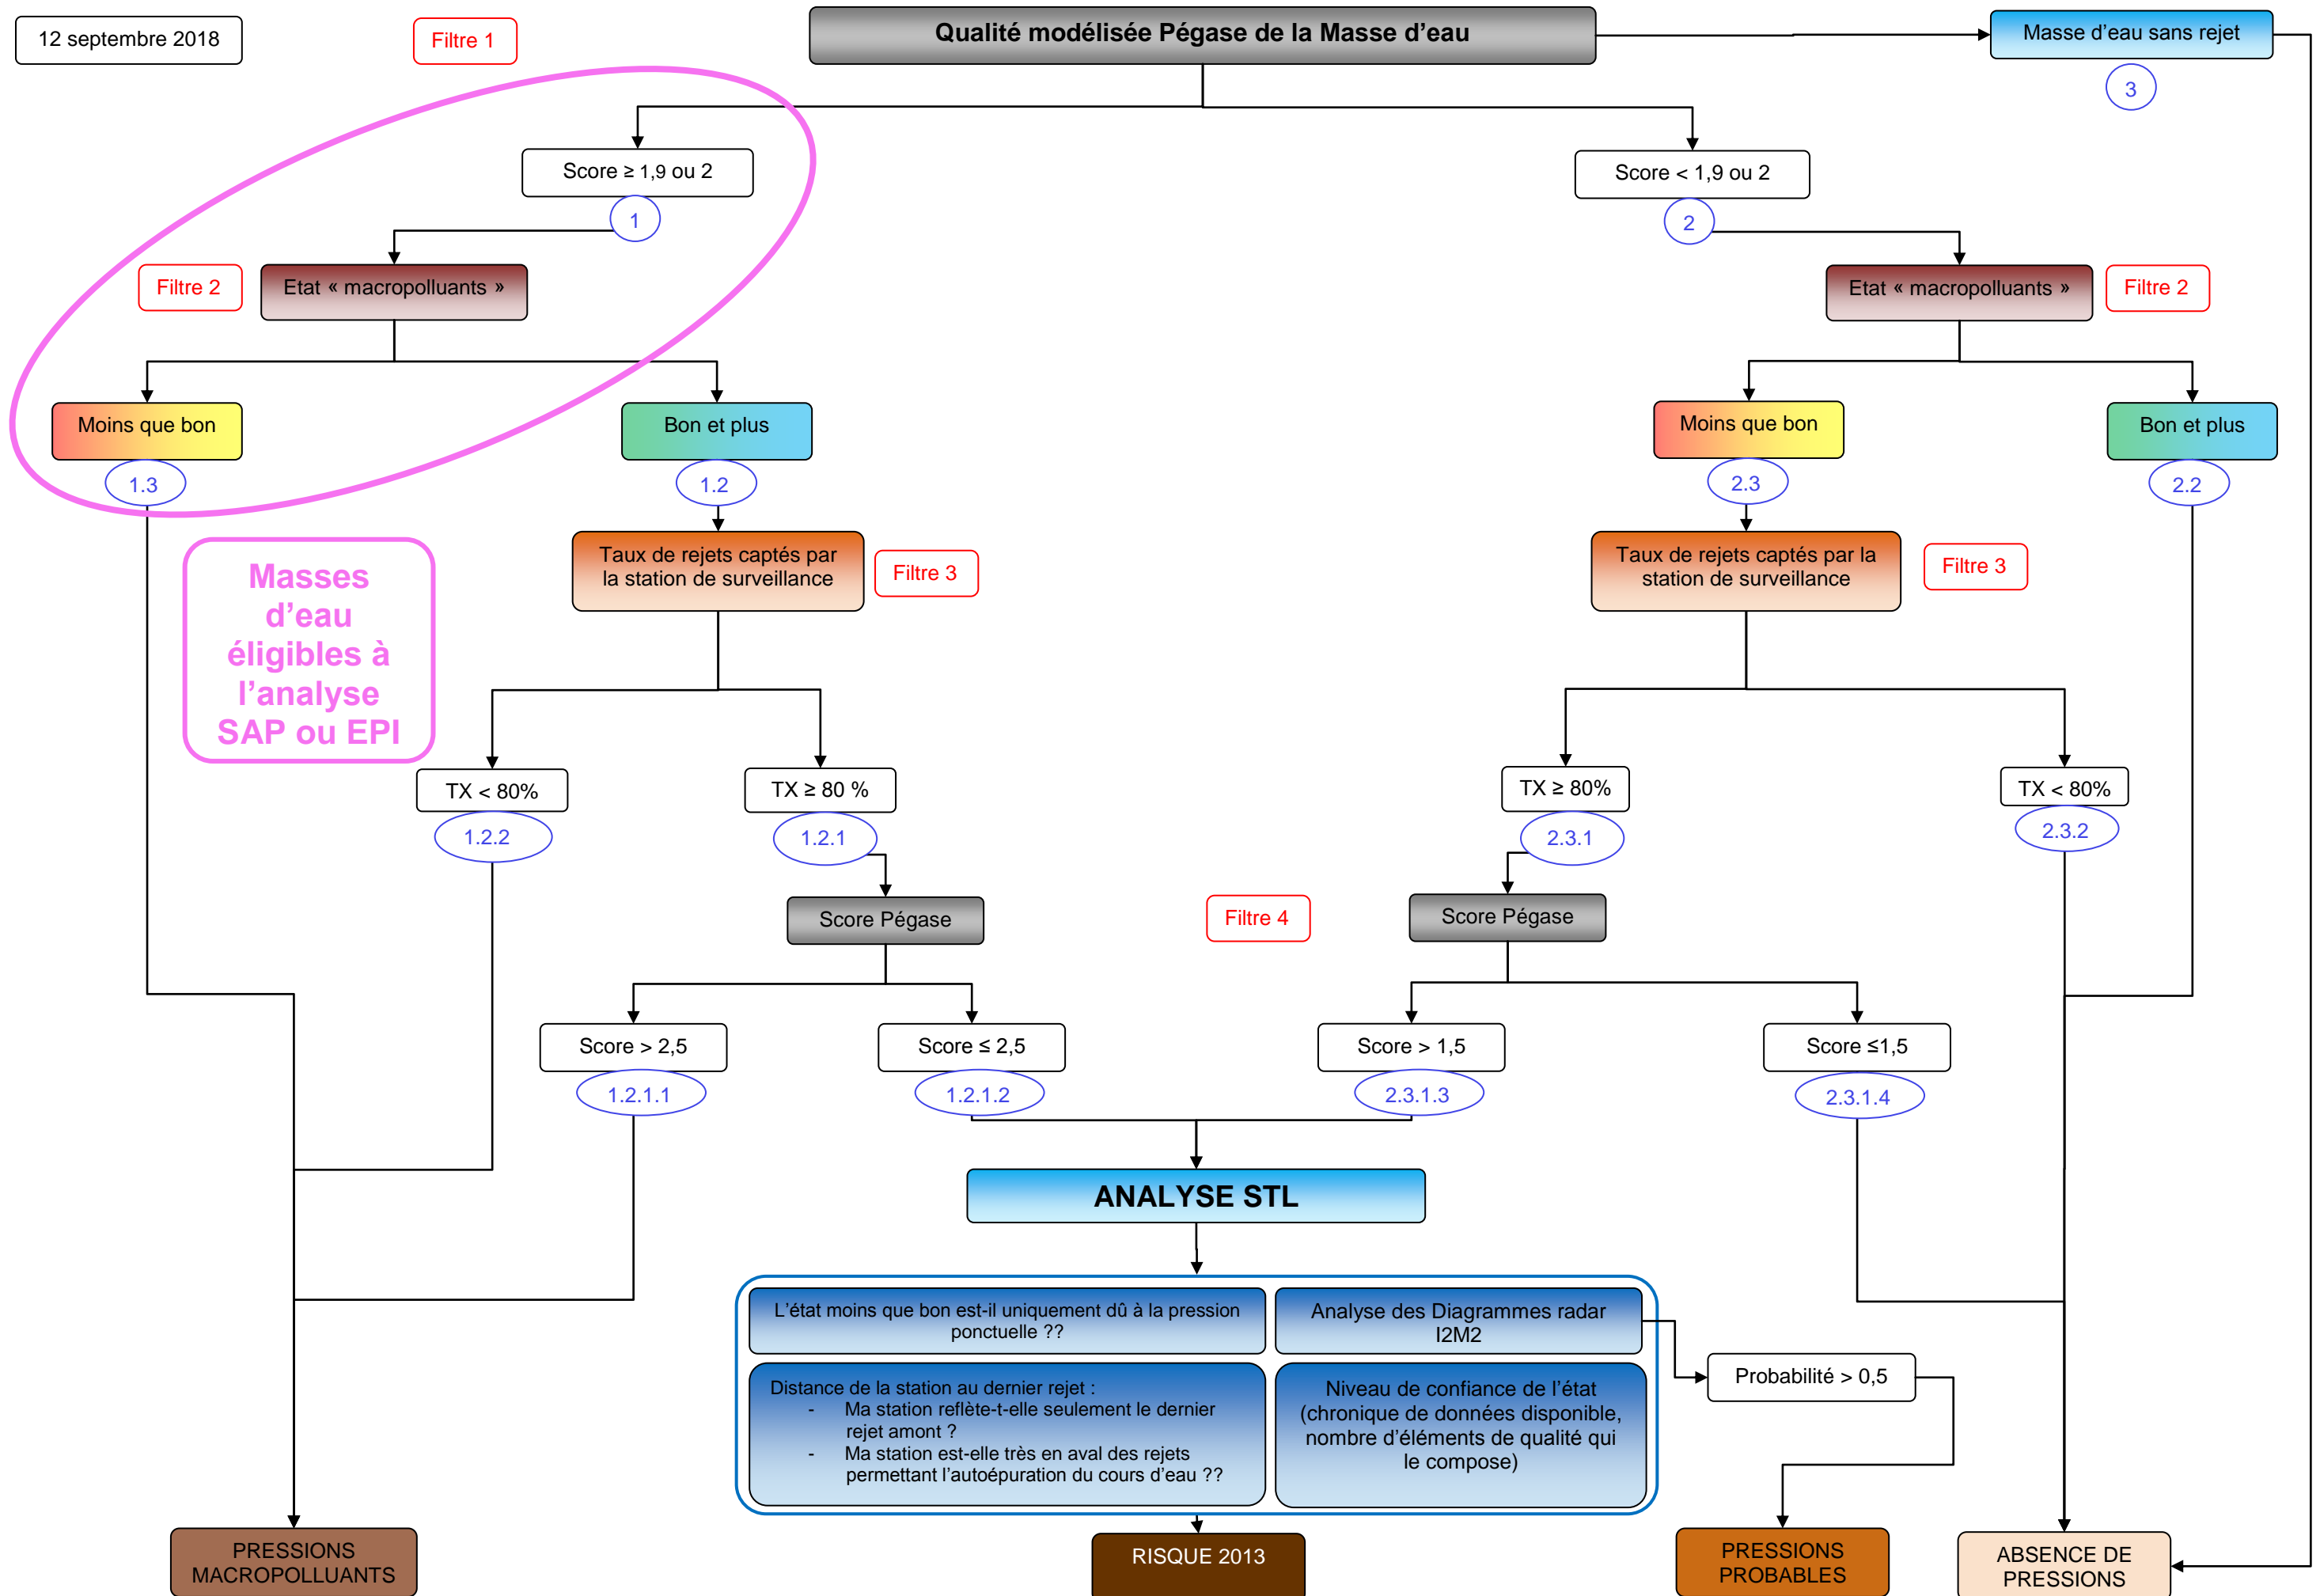 12 septembre 2018
Filtre 1
Qualité modélisée Pégase de la Masse d'eau
Masse d'eau sans rejet
3
Score ≥ 1,9 ou 2
1
Score < 1,9 ou 2
2
Filtre 2
Etat « macropolluants »
Etat « macropolluants »
Filtre 2
Moins que bon
1.3
Bon et plus
1.2
Moins que bon
2.3
Bon et plus
2.2
Masses
d'eau
éligibles à
l'analyse
SAP ou EPI
Taux de rejets captés par
la station de surveillance
Filtre 3
Taux de rejets captés par la
station de surveillance
Filtre 3
TX < 80%
1.2.2
TX ≥ 80 %
1.2.1
TX ≥ 80%
2.3.1
TX < 80%
2.3.2
Score Pégase
Filtre 4
Score Pégase
Score > 2,5
1.2.1.1
Score ≤ 2,5
1.2.1.2
Score > 1,5
2.3.1.3
Score ≤1,5
2.3.1.4
ANALYSE STL
L'état moins que bon est-il uniquement dû à la pression
ponctuelle ??
Analyse des Diagrammes radar
I2M2
Distance de la station au dernier rejet :
- Ma station reflète-t-elle seulement le dernier
rejet amont ?
- Ma station est-elle très en aval des rejets
permettant l'autoépuration du cours d'eau ??
Niveau de confiance de l'état
(chronique de données disponible,
nombre d'éléments de qualité qui
le compose)
Probabilité > 0,5
PRESSIONS
MACROPOLLUANTS
RISQUE 2013
PRESSIONS
PROBABLES
ABSENCE DE
PRESSIONS